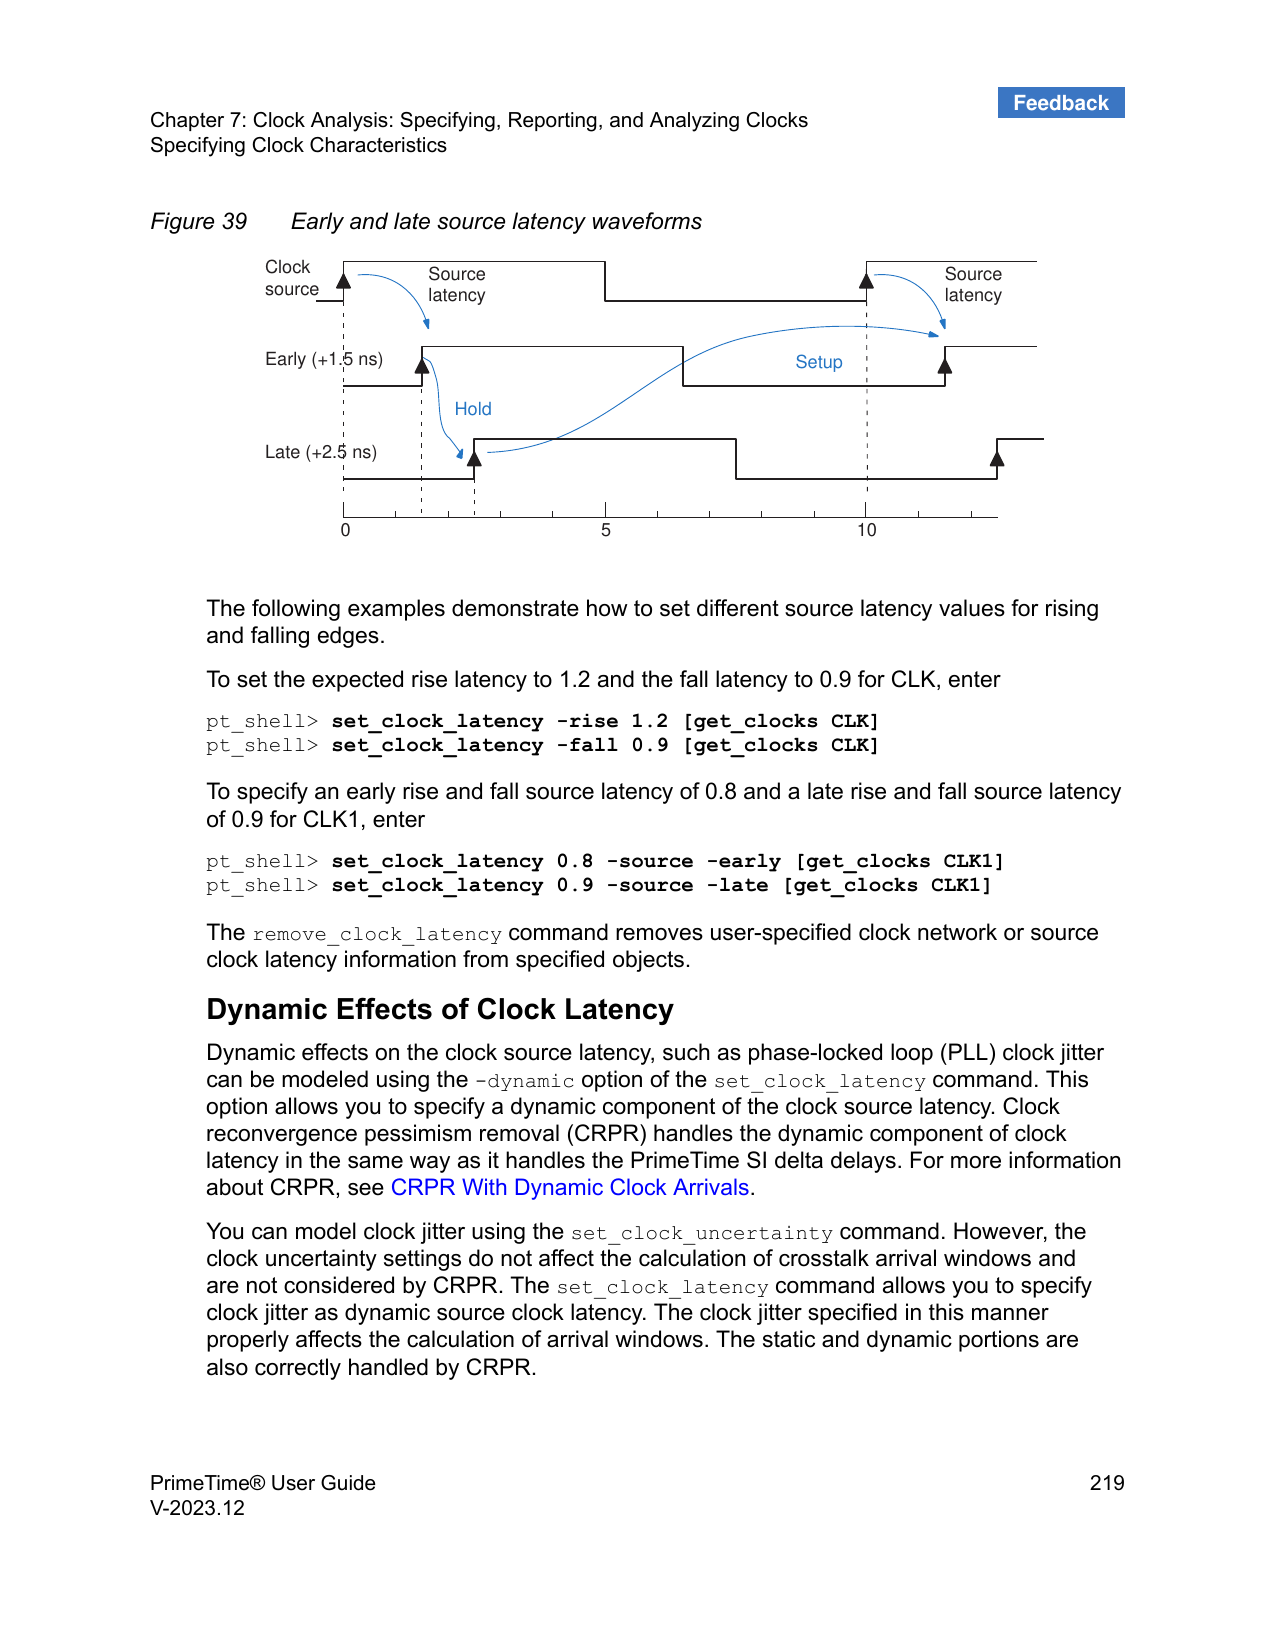 Feedback
Chapter 7: Clock Analysis: Specifying, Reporting, and Analyzing Clocks
Specifying Clock Characteristics
Figure 39 Early and late source latency waveforms
Clock
source
Source
latency
Source
latency
Early (+1.5 ns)
Setup
Hold
Late (+2.5 ns)
0 5 10
The following examples demonstrate how to set different source latency values for rising
and falling edges.
To set the expected rise latency to 1.2 and the fall latency to 0.9 for CLK, enter
pt_shell> set_clock_latency -rise 1.2 [get_clocks CLK]
pt_shell> set_clock_latency -fall 0.9 [get_clocks CLK]
To specify an early rise and fall source latency of 0.8 and a late rise and fall source latency
of 0.9 for CLK1, enter
pt_shell> set_clock_latency 0.8 -source -early [get_clocks CLK1]
pt_shell> set_clock_latency 0.9 -source -late [get_clocks CLK1]
The remove_clock_latency command removes user-specified clock network or source
clock latency information from specified objects.
Dynamic Effects of Clock Latency
Dynamic effects on the clock source latency, such as phase-locked loop (PLL) clock jitter
can be modeled using the -dynamic option of the set_clock_latency command. This
option allows you to specify a dynamic component of the clock source latency. Clock
reconvergence pessimism removal (CRPR) handles the dynamic component of clock
latency in the same way as it handles the PrimeTime SI delta delays. For more information
about CRPR, see CRPR With Dynamic Clock Arrivals.
You can model clock jitter using the set_clock_uncertainty command. However, the
clock uncertainty settings do not affect the calculation of crosstalk arrival windows and
are not considered by CRPR. The set_clock_latency command allows you to specify
clock jitter as dynamic source clock latency. The clock jitter specified in this manner
properly affects the calculation of arrival windows. The static and dynamic portions are
also correctly handled by CRPR.
PrimeTime® User Guide 219
V-2023.12